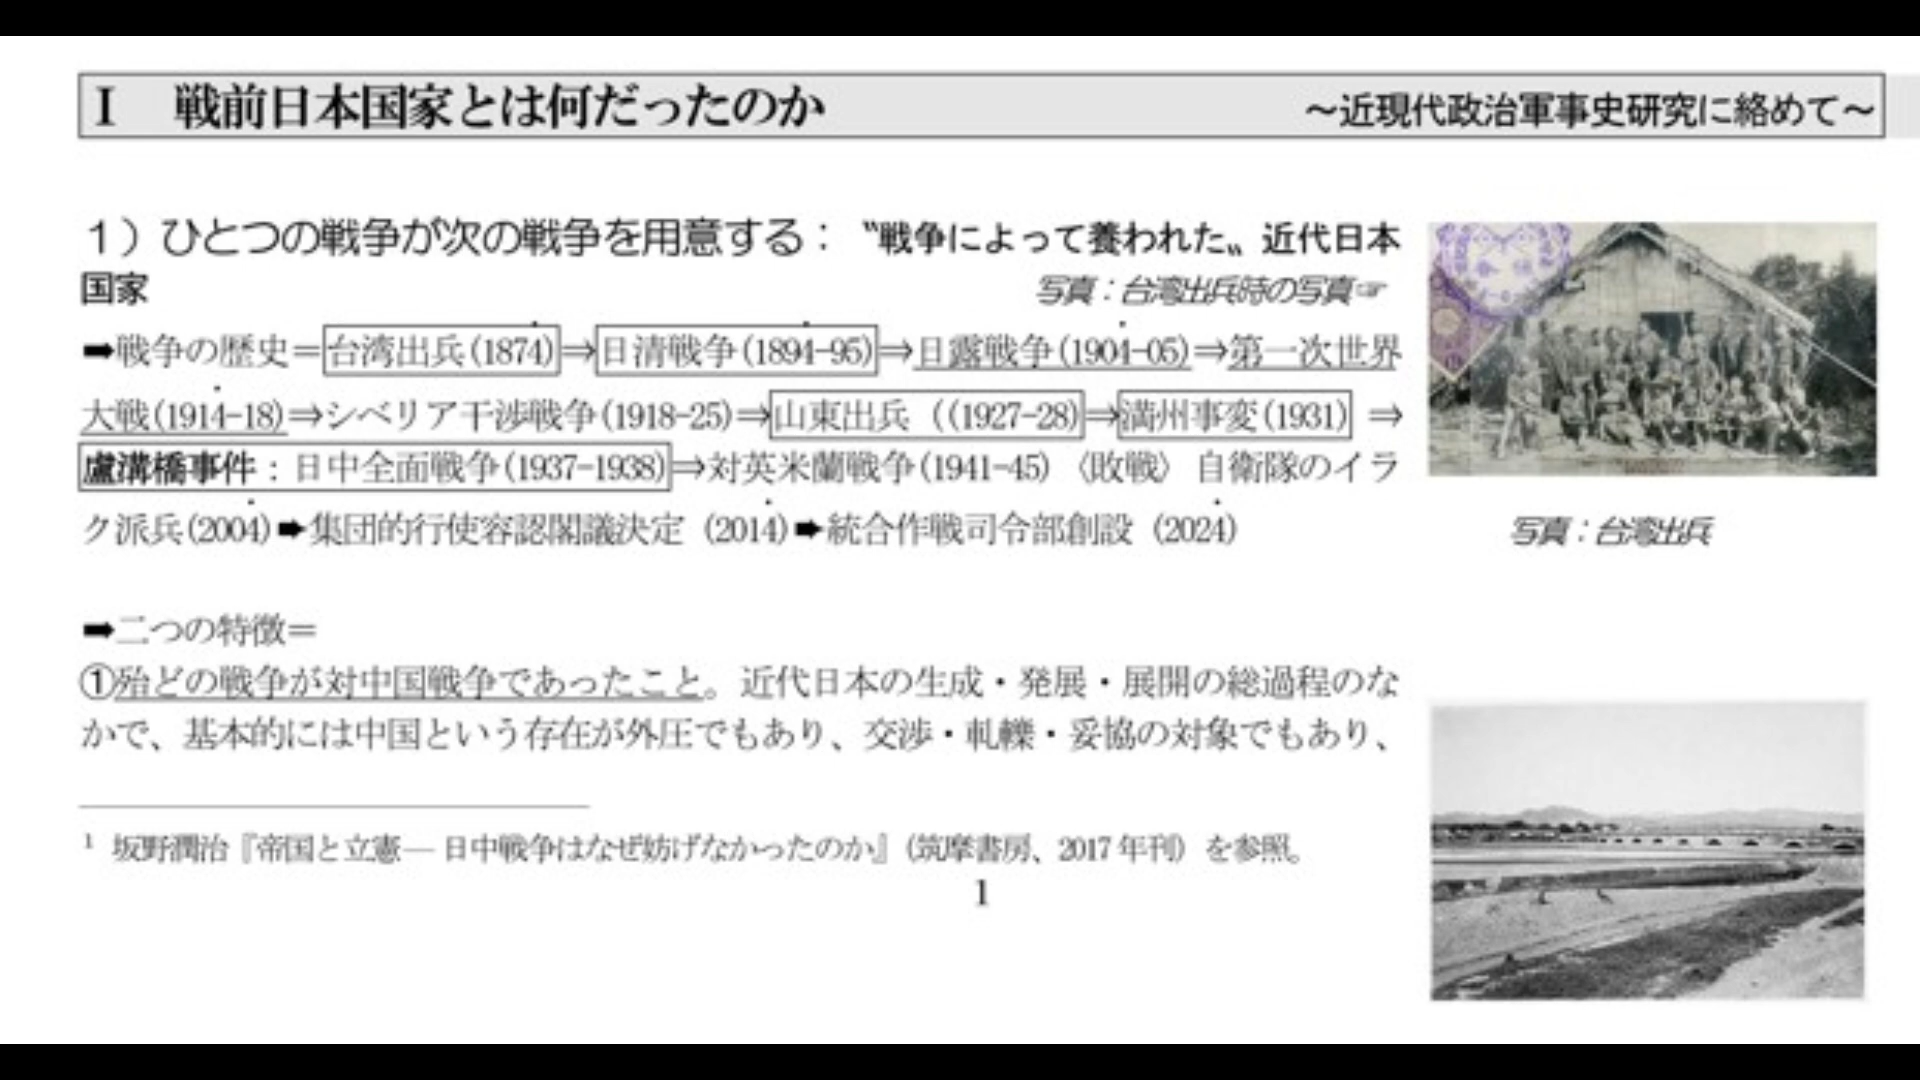 Ⅰ 戦前日本国家とは何だったのか ～近現代政治軍事史研究に絡めて～
1）ひとつの戦争が次の戦争を用意する：〝戦争によって養われた〟近代日本
国家 写真：台湾出兵時の写真☞
➡戦争の歴史＝台湾出兵(1874)⇒日清戦争(1894-95)⇒日露戦争(1904-05)⇒第一次世界
大戦(1914-18)⇒シベリア干渉戦争(1918-25)⇒山東出兵（(1927-28)⇒満州事変(1931) ⇒
盧溝橋事件：日中全面戦争(1937-1938)⇒対英米蘭戦争(1941-45)〈敗戦〉自衛隊のイラ
ク派兵(2004)➡集団的行使容認閣議決定（2014)➡統合作戦司令部創設（2024）
写真：台湾出兵
➡二つの特徴＝
①殆どの戦争が対中国戦争であったこと。近代日本の生成・発展・展開の総過程のな
かで、基本的には中国という存在が外圧でもあり、交渉・軋轢・妥協の対象でもあり、
1 坂野潤治『帝国と立憲―日中戦争はなぜ妨げなかったのか』（筑摩書房、2017年刊）を参照。
1